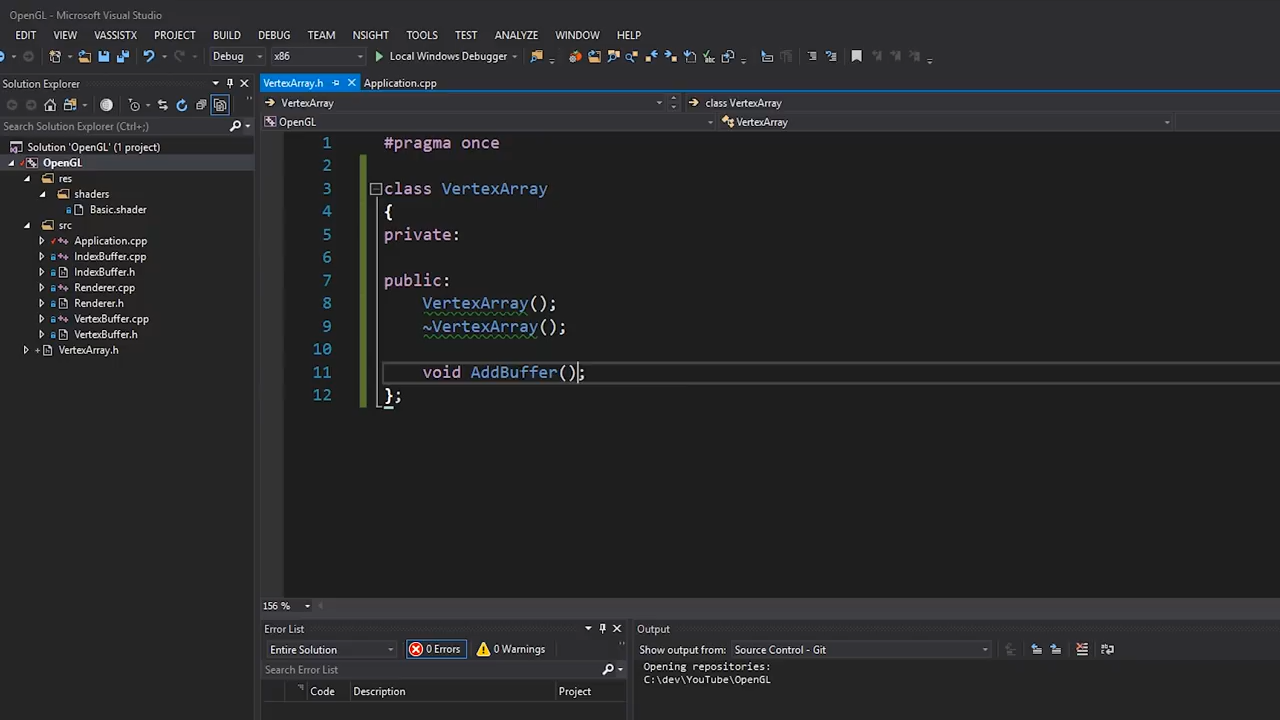 OpenGL - Microsoft Visual Studio
EDIT VIEW VASSISTX PROJECT BUILD DEBUG TEAM NSIGHT TOOLS TEST ANALYZE WINDOW HELP
Debug x86 Local Windows Debugger
Solution Explorer
VertexArray.h Application.cpp
VertexArray class VertexArray
Search Solution Explorer (Ctrl+;)
OpenGL VertexArray
Solution 'OpenGL' (1 project)
OpenGL
res
shaders
Basic.shader
src
Application.cpp
IndexBuffer.cpp
IndexBuffer.h
Renderer.cpp
Renderer.h
VertexBuffer.cpp
VertexBuffer.h
VertexArray.h
1 #pragma once
2
3 class VertexArray
4 {
5 private:
6
7 public:
8 VertexArray();
9 ~VertexArray();
10
11 void AddBuffer();
12 };
156 %
Error List
Entire Solution 0 Errors 0 Warnings
Search Error List
Code Description Project
Output
Show output from: Source Control - Git
Opening repositories:
C:\dev\YouTube\OpenGL